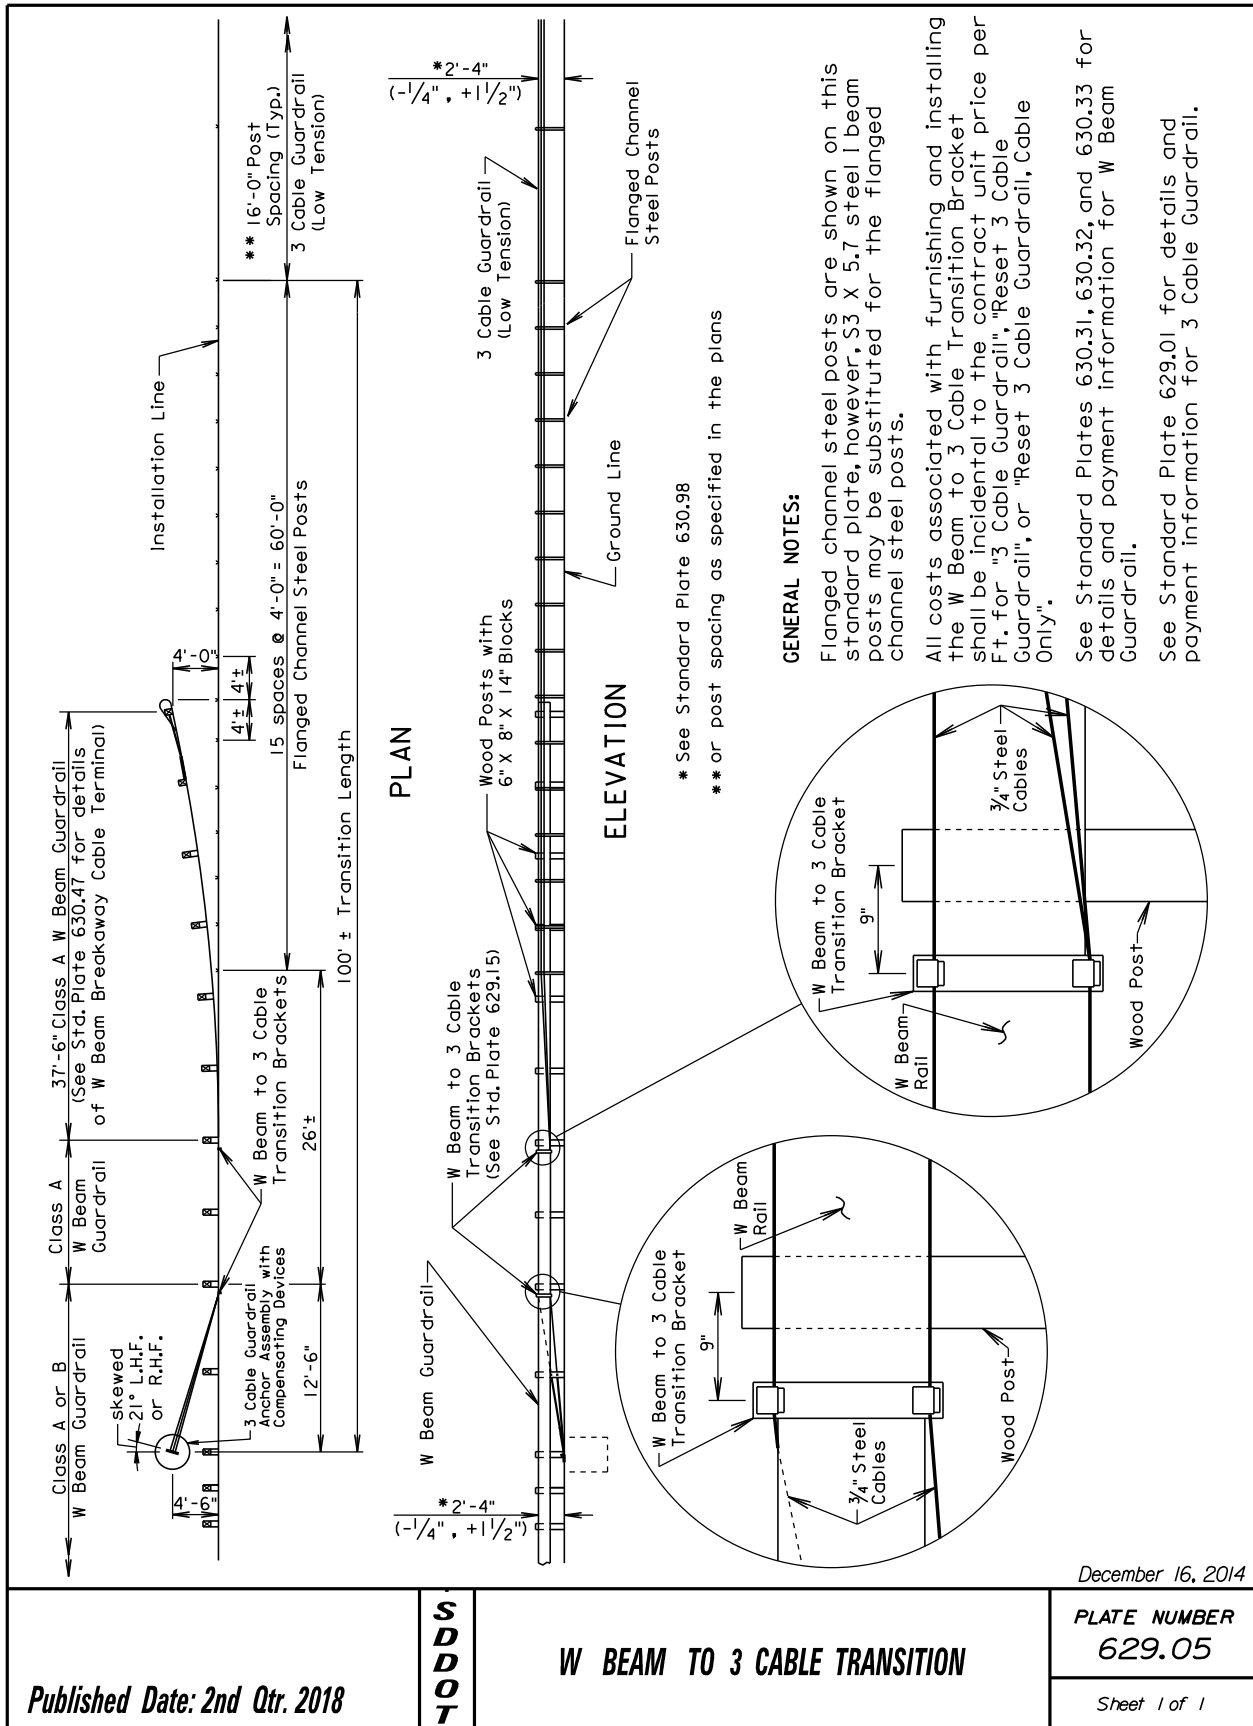 Class A or B
W Beam Guardrail
Class A
W Beam
Guardrail
37'-6" Class A W Beam Guardrail
(See Std. Plate 630.47 for details
of W Beam Breakaway Cable Terminal)
skewed
21° L.H.F.
or R.H.F.
4'-6"
3 Cable Guardrail
Anchor Assembly with
Compensating Devices
12'-6"
W Beam to 3 Cable
Transition Brackets
26'±
4'-0"
4'±
4'±
15 spaces @ 4'-0" = 60'-0"
Flanged Channel Steel Posts
100' ± Transition Length
Installation Line
** 16'-0" Post
Spacing (Typ.)
3 Cable Guardrail
(Low Tension)
PLAN
*2'-4"
(-1/4" , +1 1/2")
W Beam Guardrail
W Beam to 3 Cable
Transition Brackets
(See Std. Plate 629.15)
Wood Posts with
6" X 8" X 14" Blocks
Ground Line
3 Cable Guardrail
(Low Tension)
Flanged Channel
Steel Posts
*2'-4"
(-1/4" , +1 1/2")
ELEVATION
* See Standard Plate 630.98
** or post spacing as specified in the plans
W Beam to 3 Cable
Transition Bracket
9"
W Beam
Rail
3/4" Steel
Cables
Wood Post
W Beam to 3 Cable
Transition Bracket
9"
W Beam
Rail
3/4" Steel
Cables
Wood Post
GENERAL NOTES:
Flanged channel steel posts are shown on this
standard plate, however, S3 X 5.7 steel I beam
posts may be substituted for the flanged
channel steel posts.
All costs associated with furnishing and installing
the W Beam to 3 Cable Transition Bracket
shall be incidental to the contract unit price per
Ft. for "3 Cable Guardrail", "Reset 3 Cable
Guardrail", or "Reset 3 Cable Guardrail, Cable
Only".
See Standard Plates 630.31, 630.32, and 630.33 for
details and payment information for W Beam
Guardrail.
See Standard Plate 629.01 for details and
payment information for 3 Cable Guardrail.
December 16, 2014
Published Date: 2nd Qtr. 2018
SDDOT
W BEAM TO 3 CABLE TRANSITION
PLATE NUMBER
629.05
Sheet 1 of 1